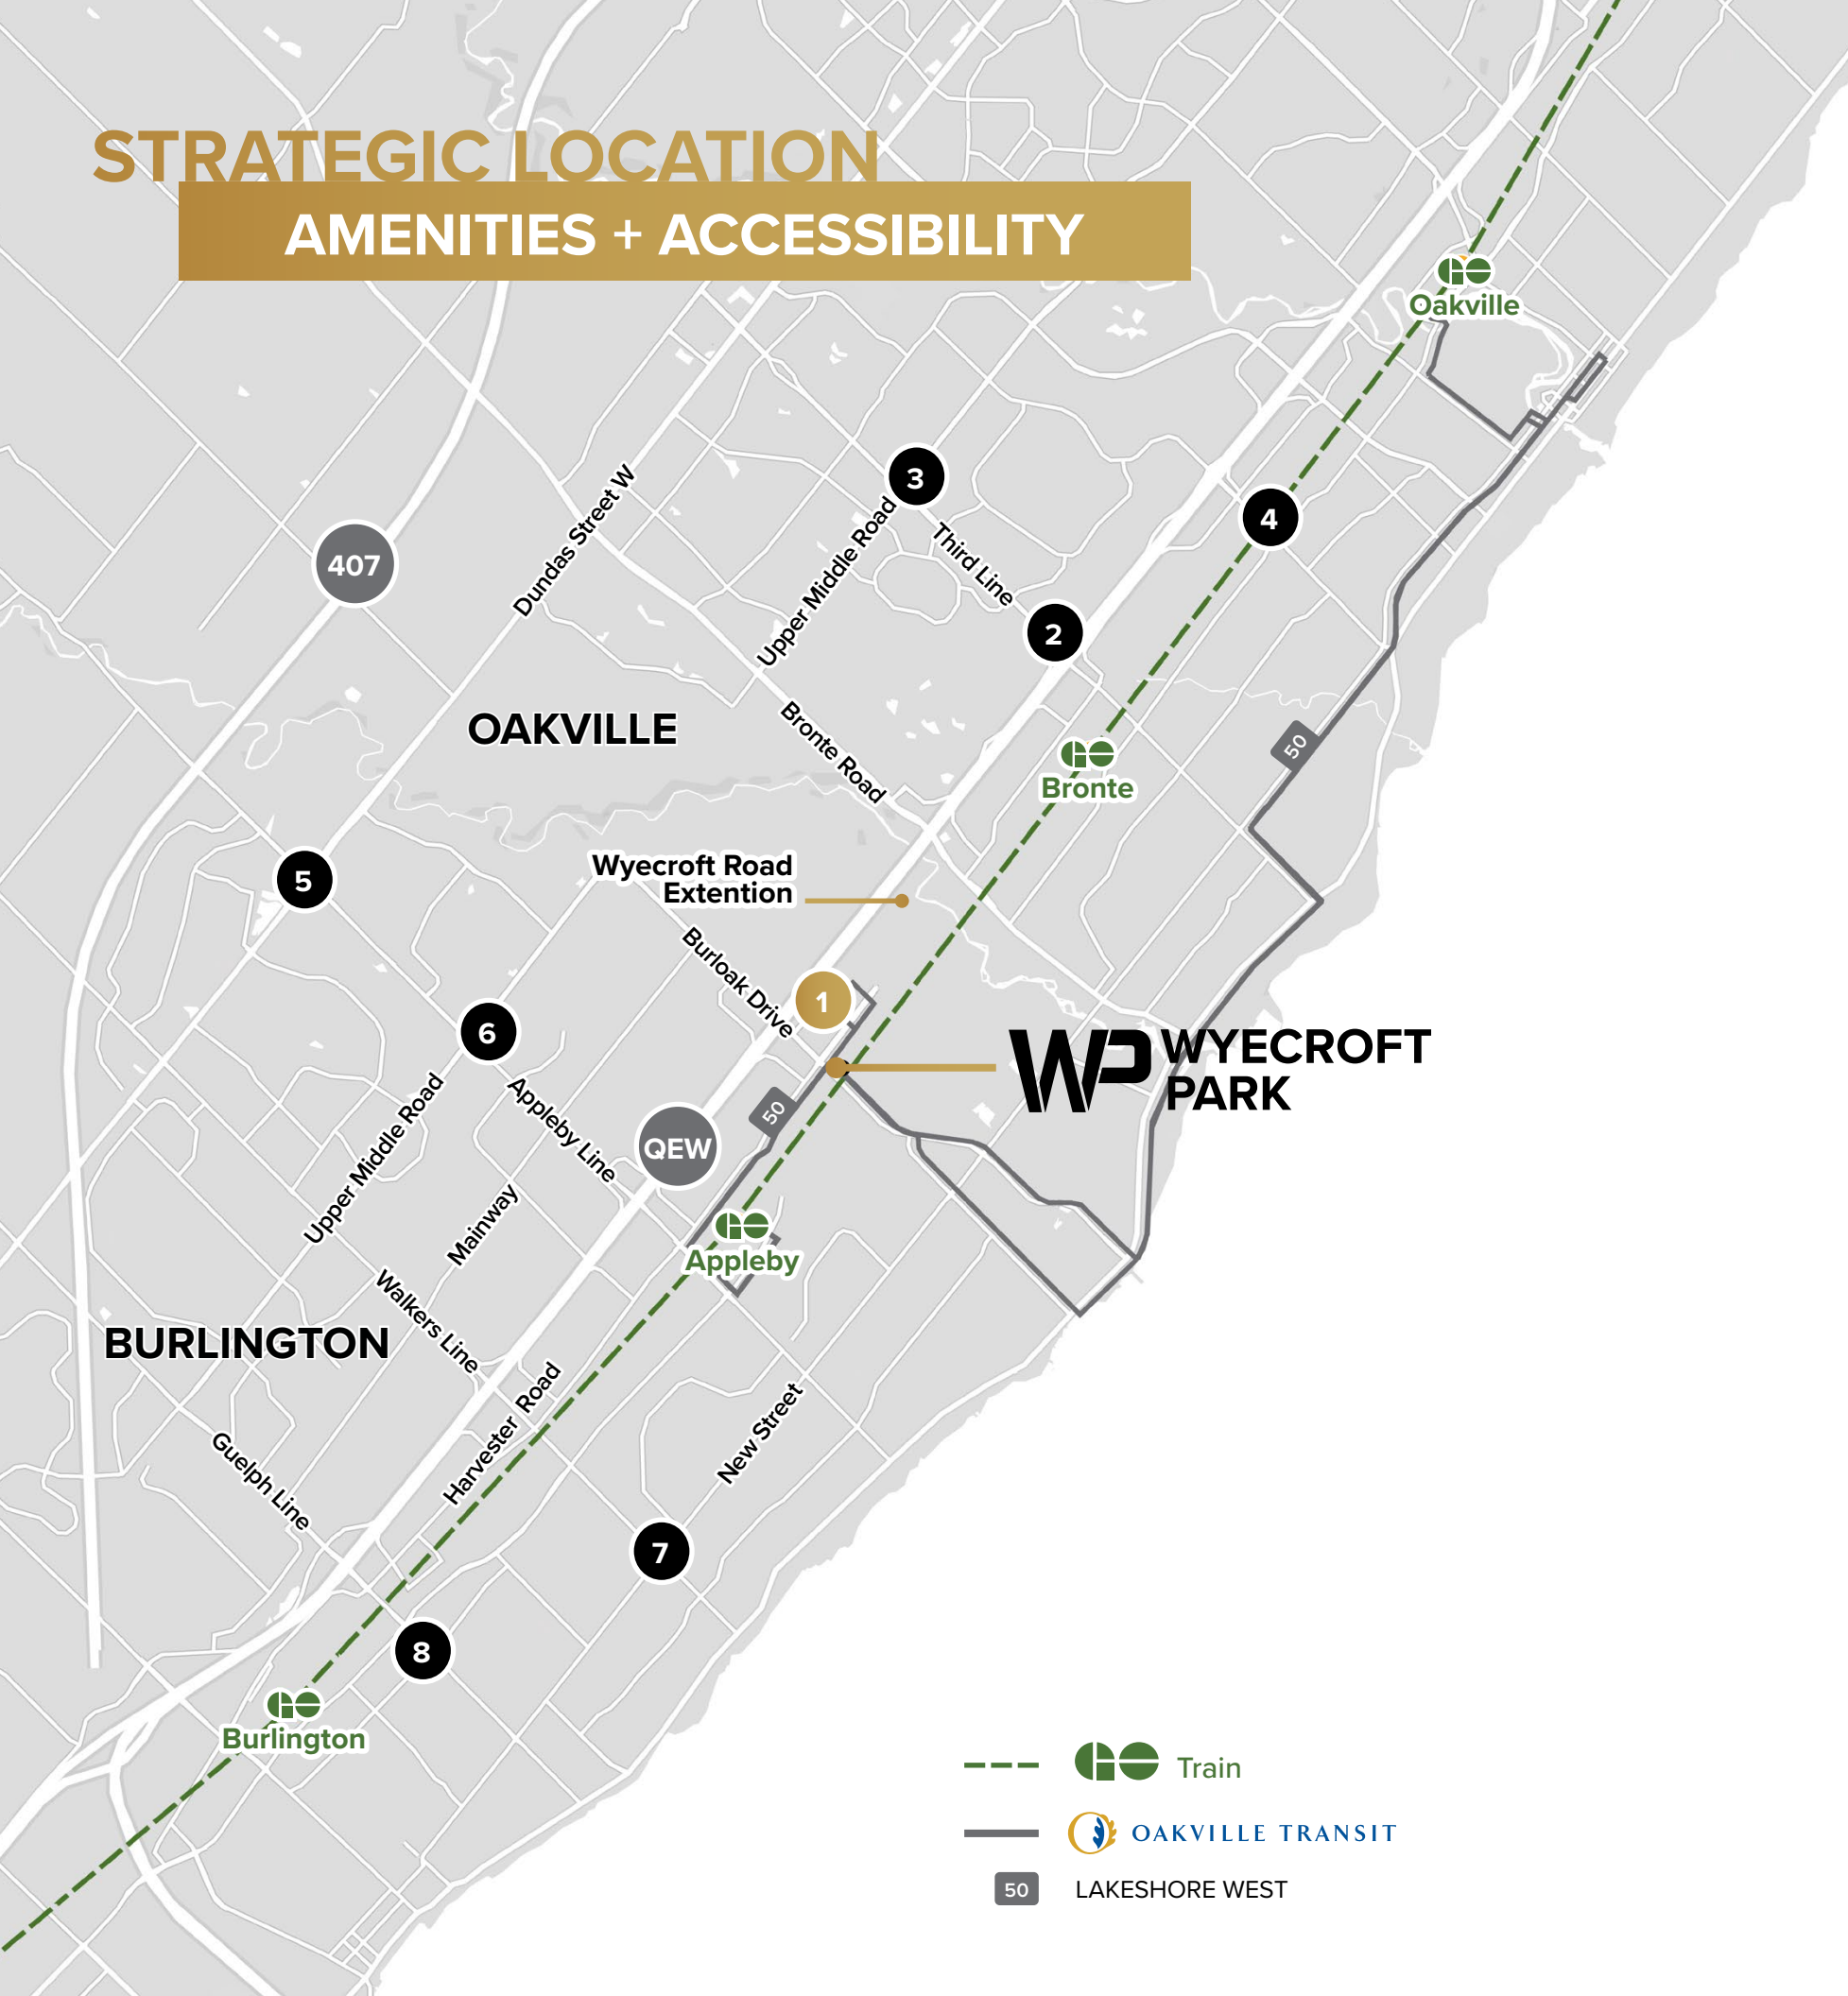 STRATEGIC LOCATION
AMENITIES + ACCESSIBILITY
Oakville
3
4
407
Dundas Street W
Upper Middle Road
Third Line
2
OAKVILLE
Bronte Road
50
Bronte
5
Wyecroft Road
Extention
Burloak Drive
1
6
WP
WYECROFT
PARK
Upper Middle Road
Appleby Line
50
QEW
Mainway
Appleby
Walkers Line
BURLINGTON
Harvester Road
New Street
Guelph Line
7
8
Burlington
GO Train
OAKVILLE TRANSIT
50 LAKESHORE WEST